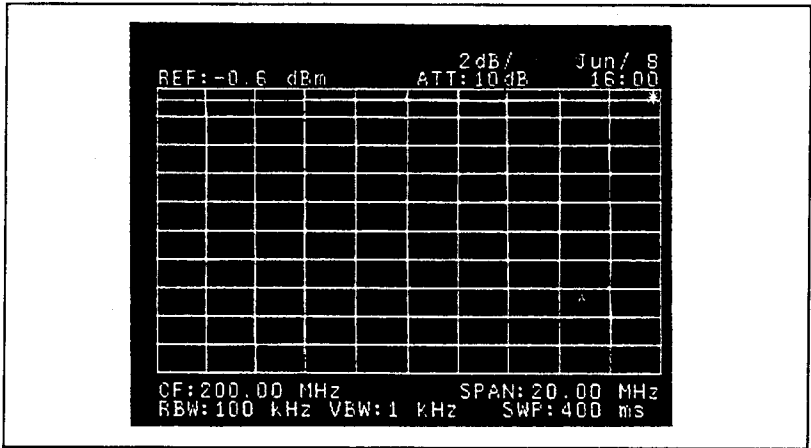 2dB/ Jun/ 8
REF:-0.6 dBm ATT:10dB 16:00
*
CF:200.00 MHz SPAN:20.00 MHz
RBW:100 kHz VBW:1 KHz SWP:400 ms